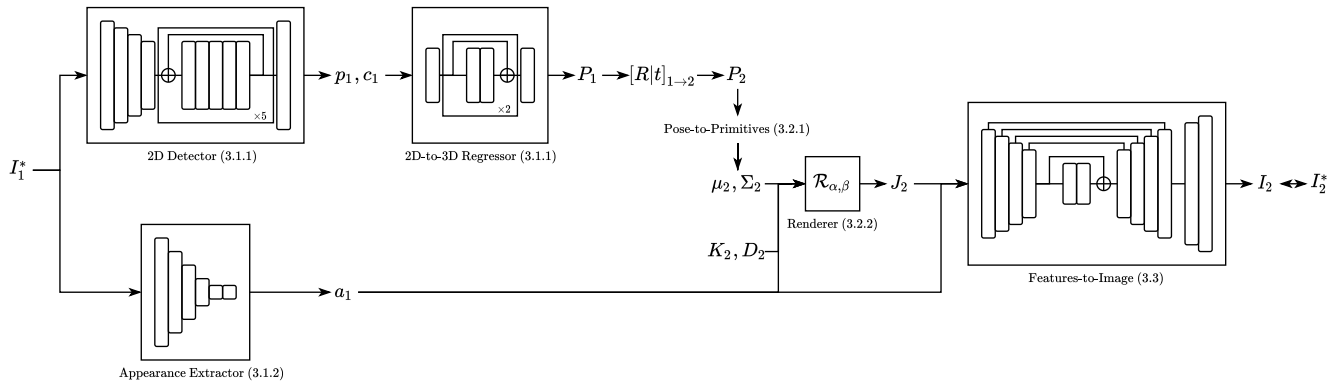 ×5
×2
p₁, c₁
P₁
[R|t]₁→₂
P₂
2D Detector (3.1.1)
2D-to-3D Regressor (3.1.1)
Pose-to-Primitives (3.2.1)
I₁*
μ₂, Σ₂
ℛα,β
J₂
I₂
I₂*
Renderer (3.2.2)
K₂, D₂
Features-to-Image (3.3)
a₁
Appearance Extractor (3.1.2)